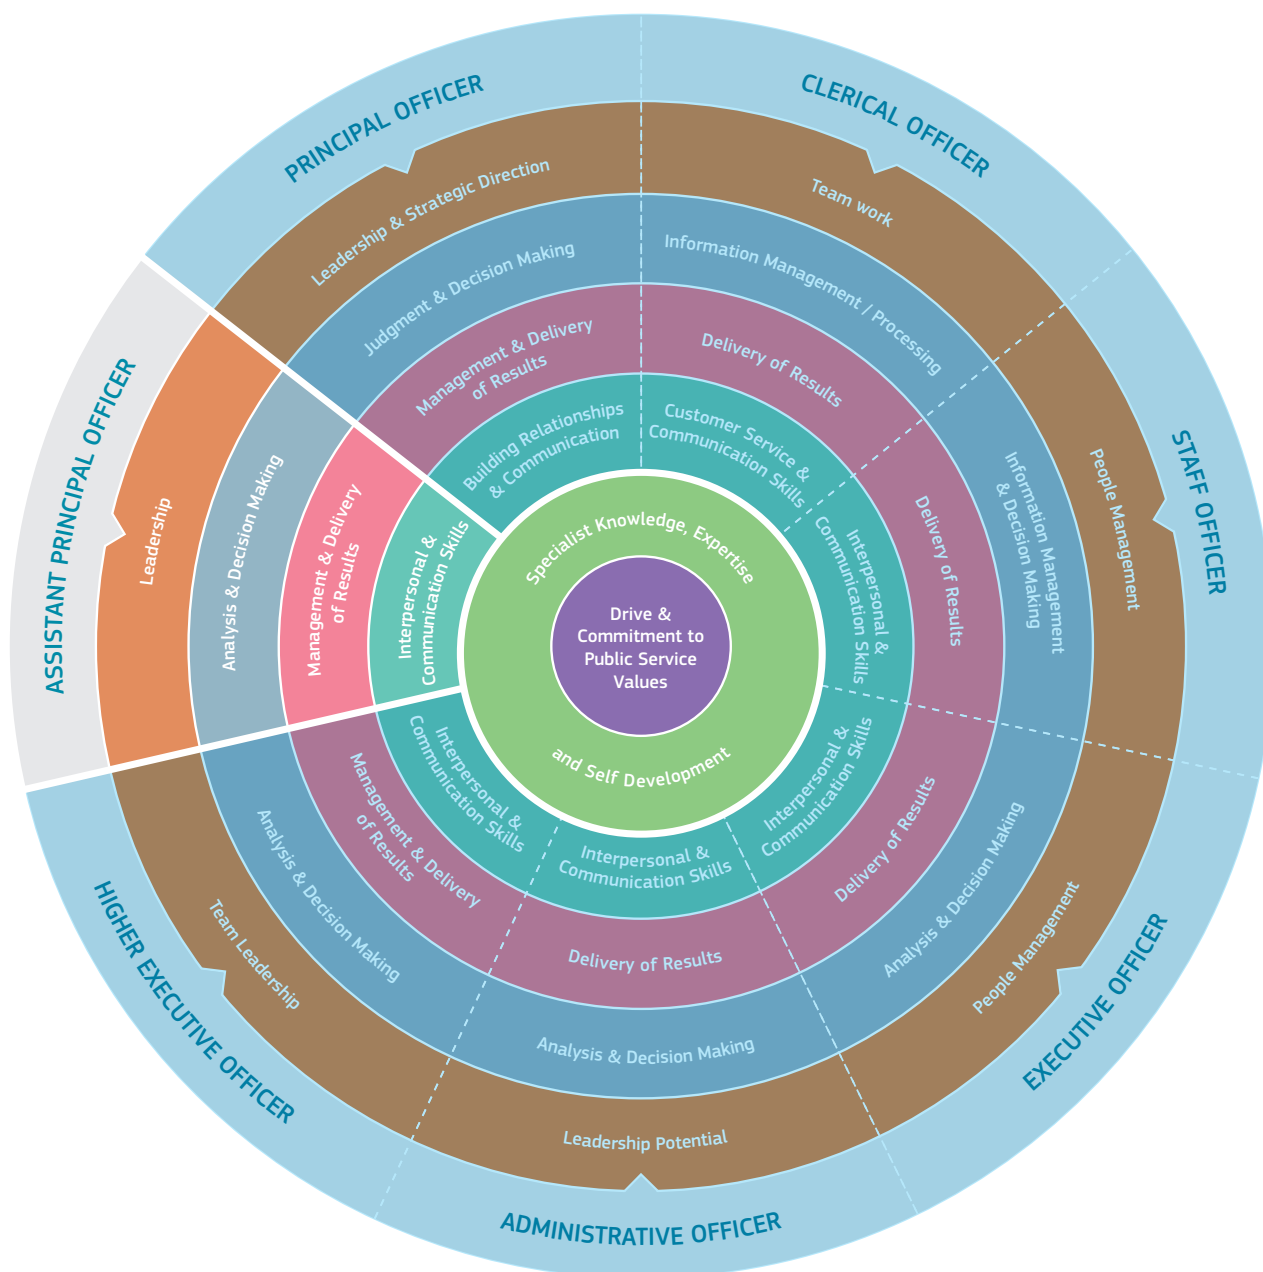 PRINCIPAL OFFICER
Leadership & Strategic Direction
Judgment & Decision Making
Management & Delivery
of Results
Building Relationships
& Communication
CLERICAL OFFICER
Team work
Information Management / Processing
Delivery of Results
Customer Service &
Communication Skills
STAFF OFFICER
People Management
Information Management
& Decision Making
Delivery of Results
Interpersonal &
Communication Skills
EXECUTIVE OFFICER
People Management
Analysis & Decision Making
Delivery of Results
Interpersonal &
Communication Skills
ADMINISTRATIVE OFFICER
Leadership Potential
Analysis & Decision Making
Delivery of Results
Interpersonal &
Communication Skills
HIGHER EXECUTIVE OFFICER
Team Leadership
Analysis & Decision Making
Management & Delivery
of Results
Interpersonal &
Communication Skills
ASSISTANT PRINCIPAL OFFICER
Leadership
Analysis & Decision Making
Management & Delivery
of Results
Interpersonal &
Communication Skills
Specialist Knowledge, Expertise
and Self Development
Drive &
Commitment to
Public Service
Values